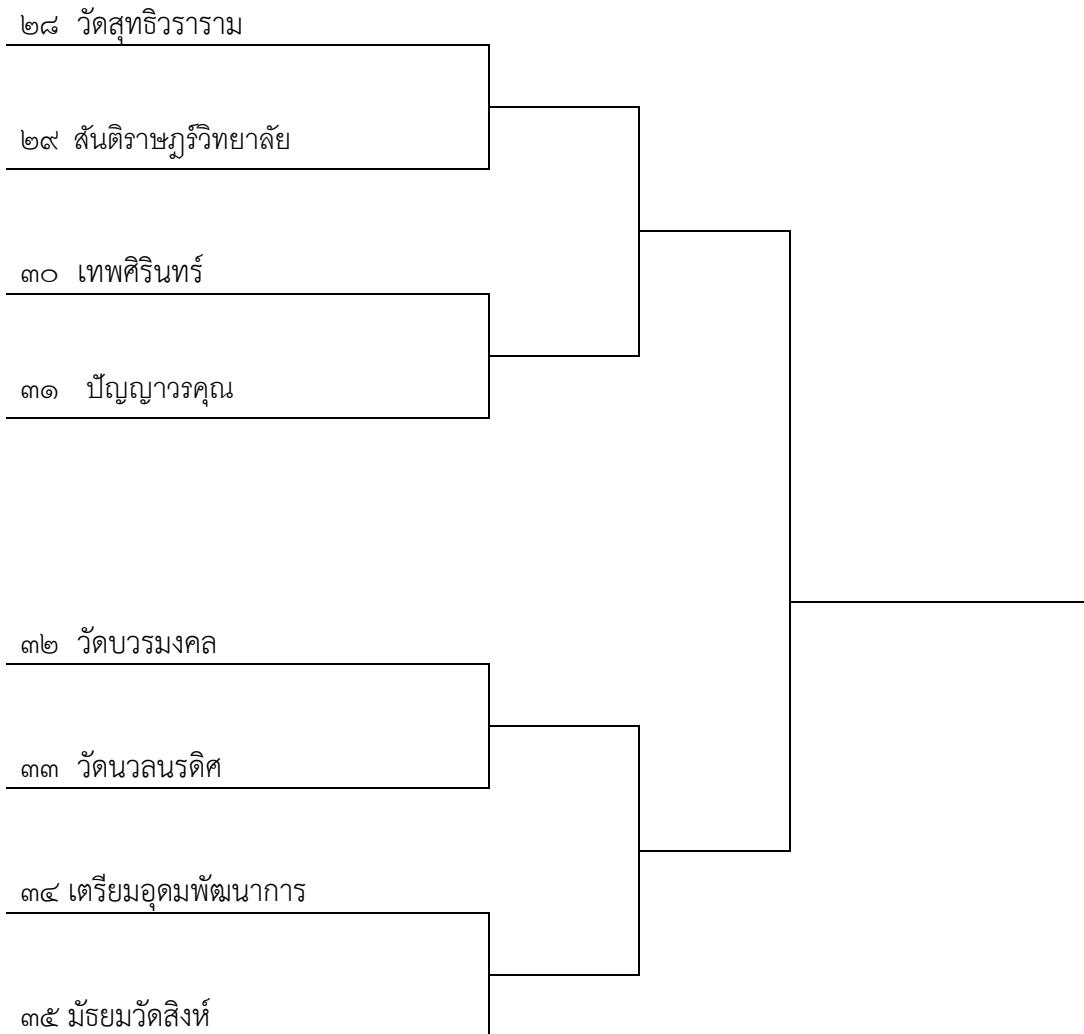 ๒๘ วัดสุทธิวราราม
๒๙ สันติราษฎร์วิทยาลัย
๓๐ เทพศิรินทร์
๓๑ ปัญญาวรคุณ
๓๒ วัดบวรมงคล
๓๓ วัดนวลนรดิศ
๓๔ เตรียมอุดมพัฒนาการ
๓๕ มัธยมวัดสิงห์